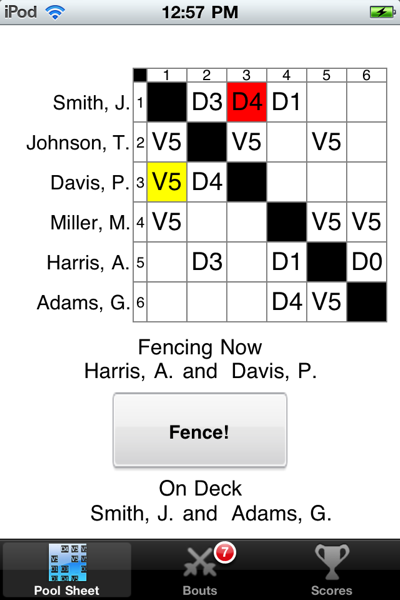 iPod 12:57 PM
1 2 3 4 5 6
Smith, J. 1 D3 D4 D1
Johnson, T. 2 V5 V5 V5
Davis, P. 3 V5 D4
Miller, M. 4 V5 V5 V5
Harris, A. 5 D3 D1 D0
Adams, G. 6 D4 V5
Fencing Now
Harris, A. and Davis, P.
Fence!
On Deck
Smith, J. and Adams, G.
7
Pool Sheet Bouts Scores